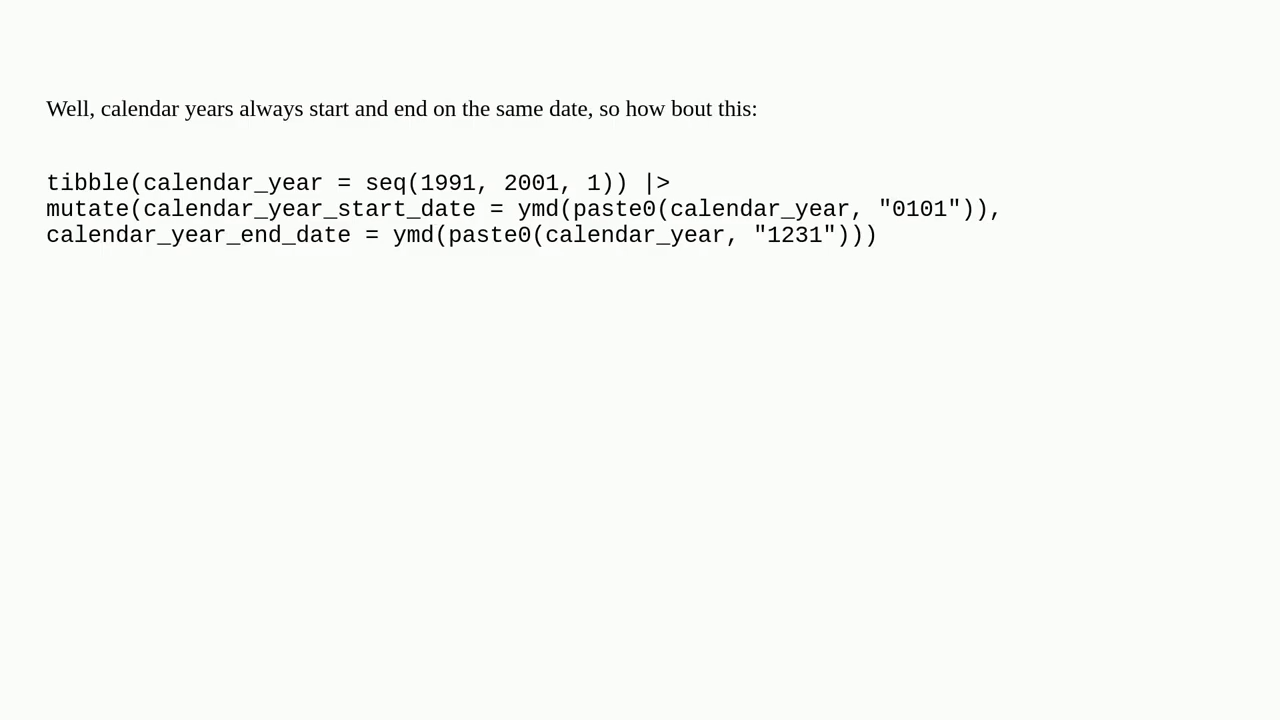 Well, calendar years always start and end on the same date, so how bout this:
tibble(calendar_year = seq(1991, 2001, 1)) |>
mutate(calendar_year_start_date = ymd(paste0(calendar_year, "0101")),
calendar_year_end_date = ymd(paste0(calendar_year, "1231")))